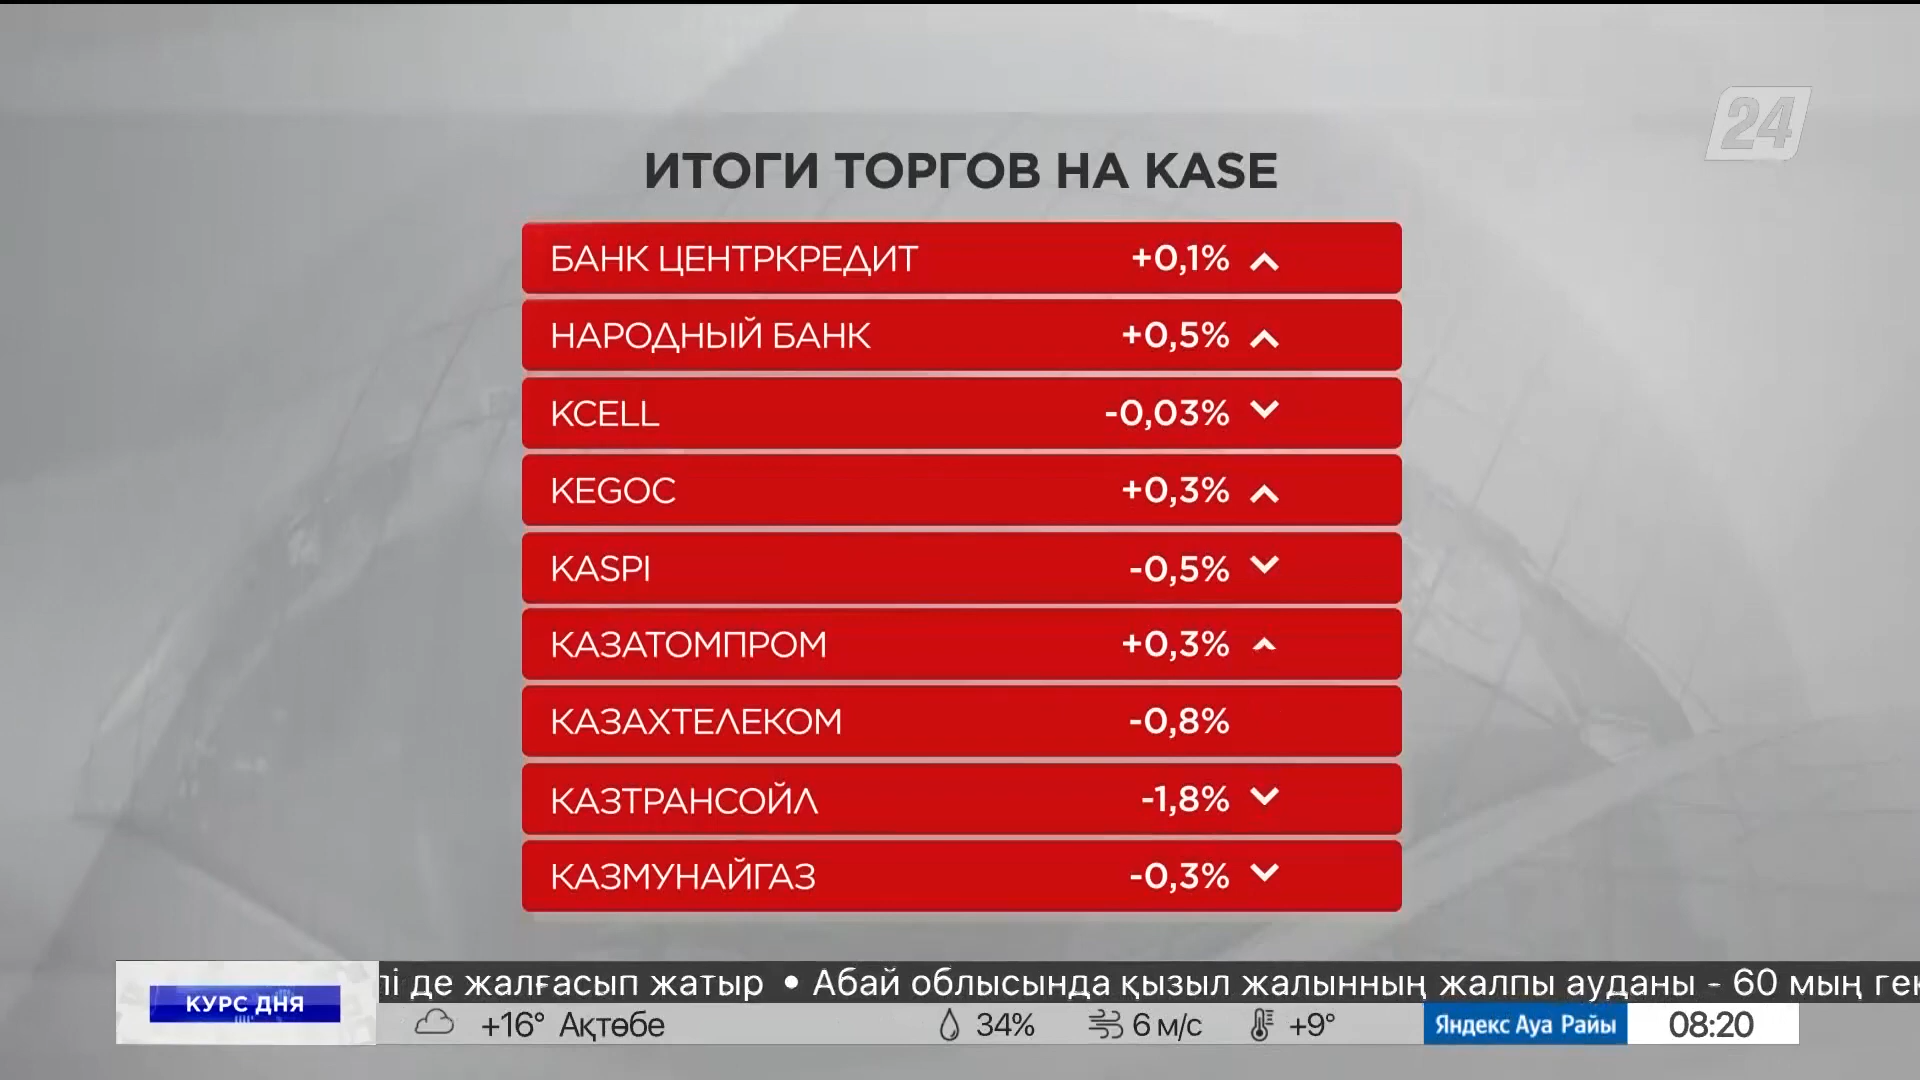 24
ИТОГИ ТОРГОВ НА KASE
БАНК ЦЕНТРКРЕДИТ +0,1%
НАРОДНЫЙ БАНК +0,5%
KCELL -0,03%
KEGOC +0,3%
KASPI -0,5%
КАЗАТОМПРОМ +0,3%
КАЗАХТЕЛЕКОМ -0,8%
КАЗТРАНСОЙЛ -1,8%
КАЗМУНАЙГАЗ -0,3%
КУРС ДНЯ
де жалғасып жатыр • Абай облысында қызыл жалынның жалпы ауданы - 60 мың
+16° Ақтөбе 34% 6 м/с +9° Яндекс Ауа Райы 08:20